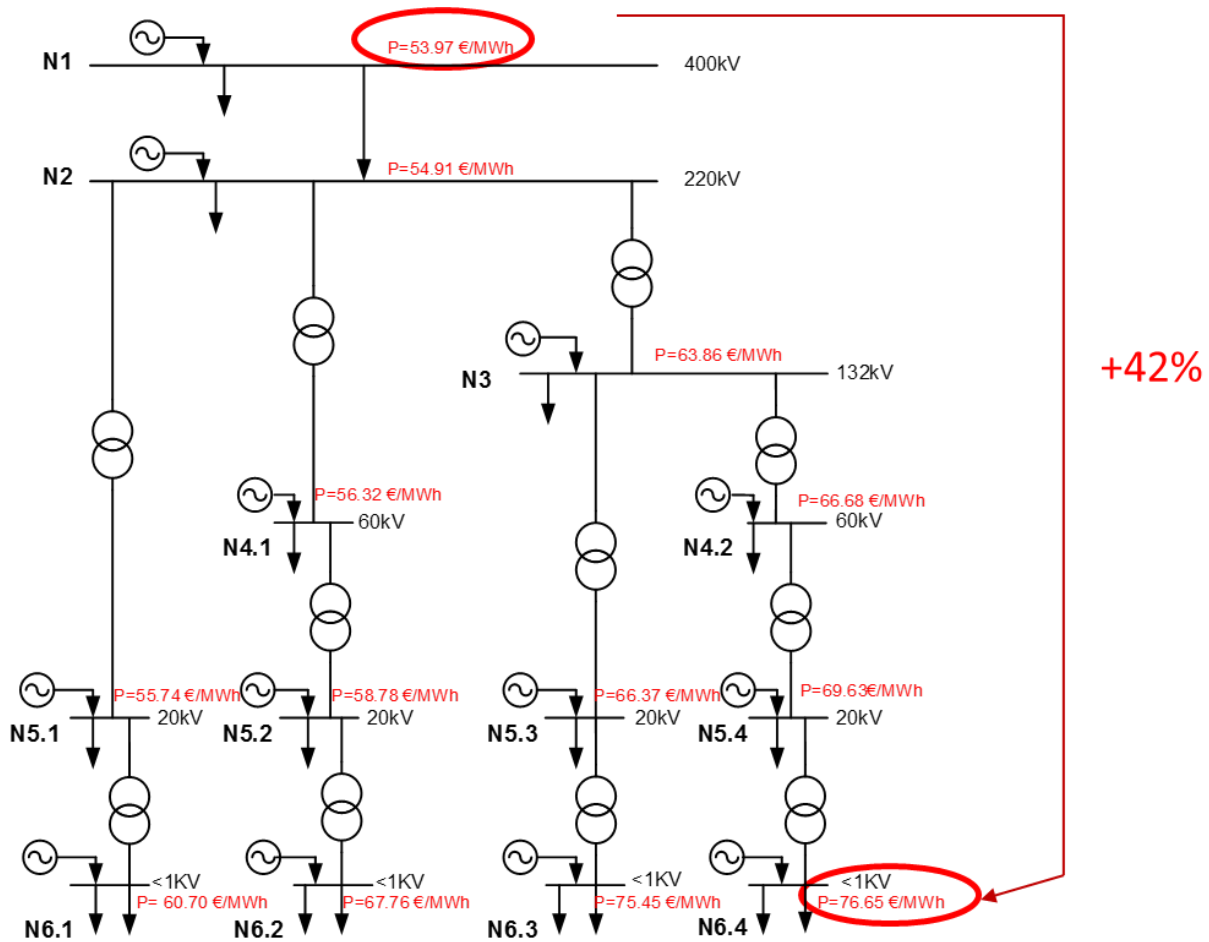 P=53.97 €/MWh
N1
400kV
P=54.91 €/MWh
N2
220kV
P=63.86 €/MWh
N3
132kV
+42%
P=56.32 €/MWh
60kV
N4.1
P=66.68 €/MWh
60kV
N4.2
P=55.74 €/MWh
20kV
N5.1
P=58.78 €/MWh
20kV
N5.2
P=66.37 €/MWh
20kV
N5.3
P=69.63€/MWh
20kV
N5.4
<1KV
P= 60.70 €/MWh
N6.1
<1KV
P=67.76 €/MWh
N6.2
<1KV
P=75.45 €/MWh
N6.3
<1KV
P=76.65 €/MWh
N6.4